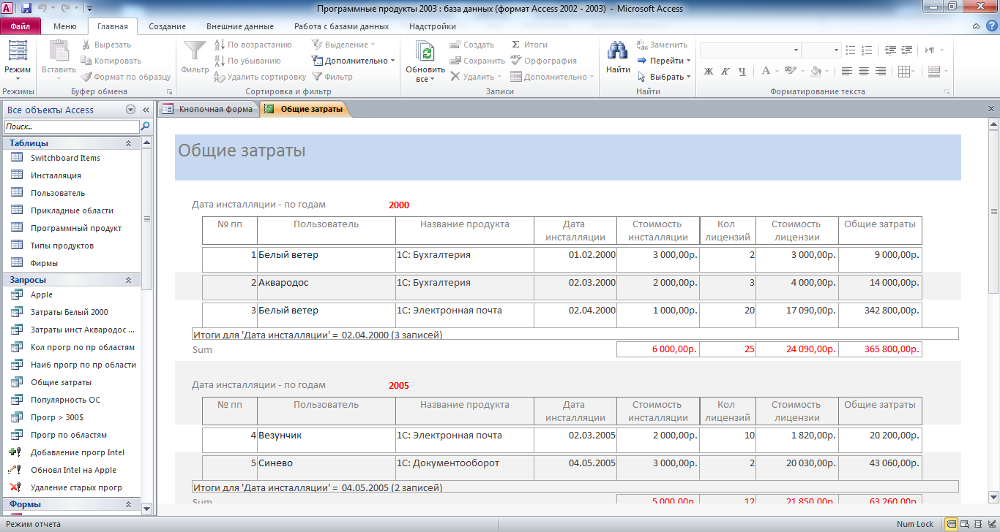 Программные продукты 2003 : база данных (формат Access 2002 - 2003) - Microsoft Access
Файл Меню Главная Создание Внешние данные Работа с базами данных Надстройки
Режим
Режимы
Вставить
Вырезать
Копировать
Формат по образцу
Буфер обмена
Фильтр
По возрастанию
По убыванию
Удалить сортировку
Выделение
Дополнительно
Фильтр
Сортировка и фильтр
Обновить
все
Создать
Сохранить
Удалить
Итоги
Орфография
Дополнительно
Записи
Найти
Заменить
Перейти
Выбрать
Найти
Ж К Ч А
Форматирование текста
Все объекты Access
Поиск...
Таблицы
Switchboard Items
Инсталляция
Пользователь
Прикладные области
Программный продукт
Типы продуктов
Фирмы
Запросы
Apple
Затраты Белый 2000
Затраты инст Аквародос ...
Кол прогр по пр областям
Наиб прогр по пр области
Общие затраты
Популярность ОС
Прогр > 300$
Прогр по областям
Добавление прогр Intel
Обновл Intel на Apple
Удаление старых прогр
Формы
Кнопочная форма Общие затраты
Общие затраты
Дата инсталляции - по годам 2000
№ пп Пользователь Название продукта Дата инсталляции Стоимость инсталляции Кол лицензий Стоимость лицензии Общие затраты
1 Белый ветер 1С: Бухгалтерия 01.02.2000 3 000,00р. 2 3 000,00р. 9 000,00р.
2 Аквародос 1С: Бухгалтерия 02.03.2000 2 000,00р. 3 4 000,00р. 14 000,00р.
3 Белый ветер 1С: Электронная почта 02.04.2000 1 000,00р. 20 17 090,00р. 342 800,00р.
Итоги для 'Дата инсталляции' = 02.04.2000 (3 записей)
Sum 6 000,00р. 25 24 090,00р. 365 800,00р.
Дата инсталляции - по годам 2005
№ пп Пользователь Название продукта Дата инсталляции Стоимость инсталляции Кол лицензий Стоимость лицензии Общие затраты
4 Везунчик 1С: Электронная почта 02.03.2005 2 000,00р. 10 1 820,00р. 20 200,00р.
5 Синево 1С: Документооборот 04.05.2005 3 000,00р. 2 20 030,00р. 43 060,00р.
Итоги для 'Дата инсталляции' = 04.05.2005 (2 записей)
Sum 5 000,00р. 12 21 850,00р. 63 260,00р.
Режим отчета Num Lock